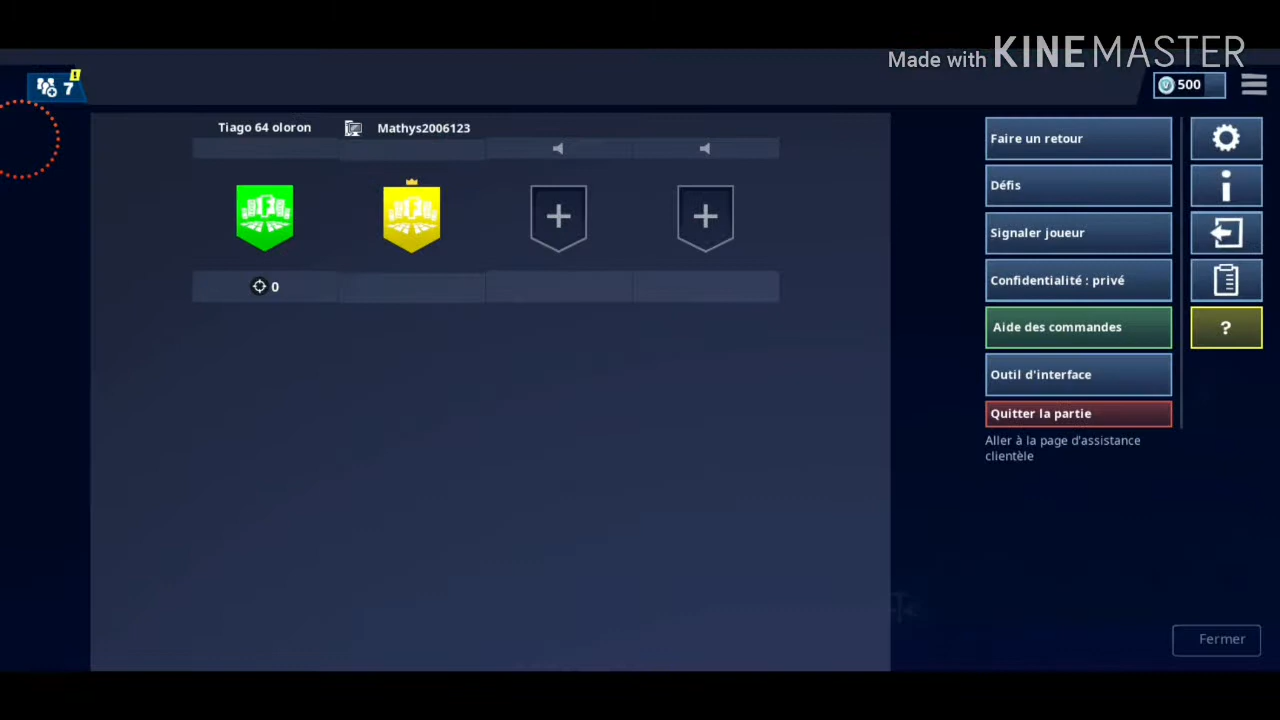 Made with KINEMASTER
7
500
Tiago 64 oloron
Mathys2006123
0
Faire un retour
Défis
Signaler joueur
Confidentialité : privé
Aide des commandes
?
Outil d'interface
Quitter la partie
Aller à la page d'assistance
clientèle
Fermer